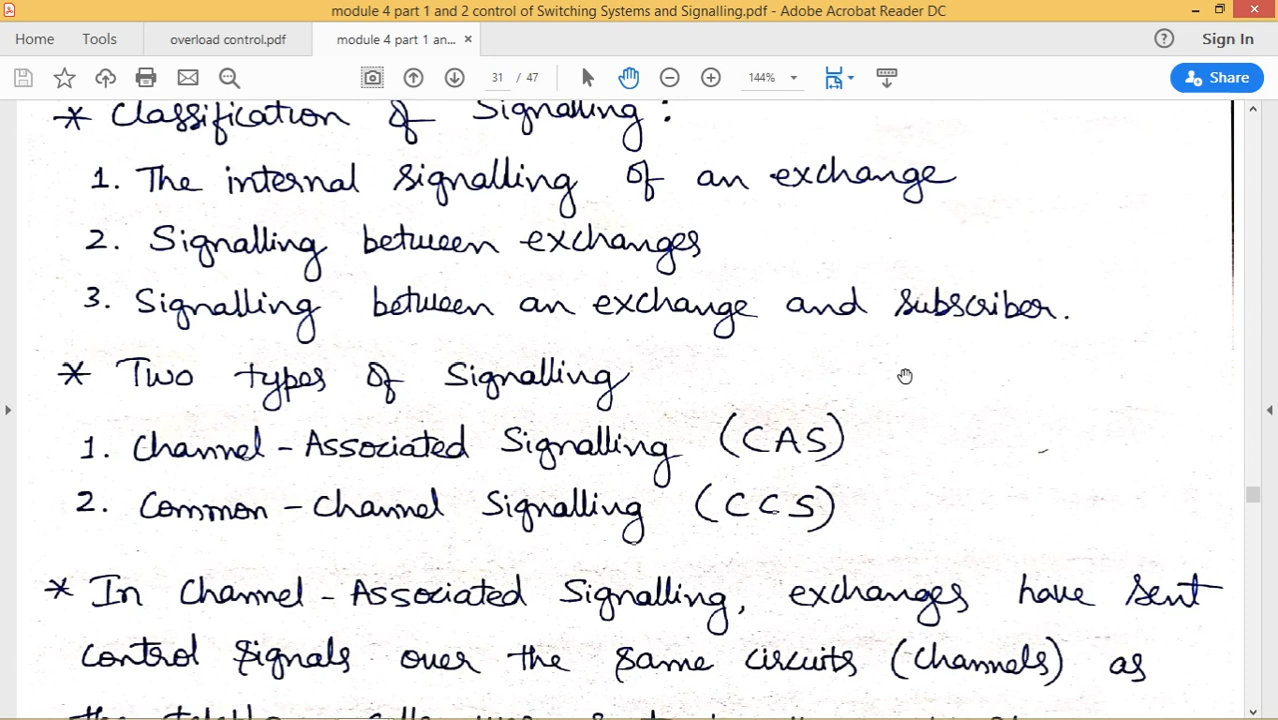 module 4 part 1 and 2 control of Switching Systems and Signalling.pdf - Adobe Acrobat Reader DC
Home Tools overload control.pdf module 4 part 1 an... × Sign In
31 / 47 144% Share
* Classification of Signalling :
1. The internal signalling of an exchange
2. Signalling between exchanges
3. Signalling between an exchange and subscriber.
* Two types of Signalling
1. Channel - Associated Signalling (CAS)
2. Common - Channel Signalling (CCS)
* In Channel - Associated Signalling, exchanges have sent
control signals over the same circuits (channels) as
the